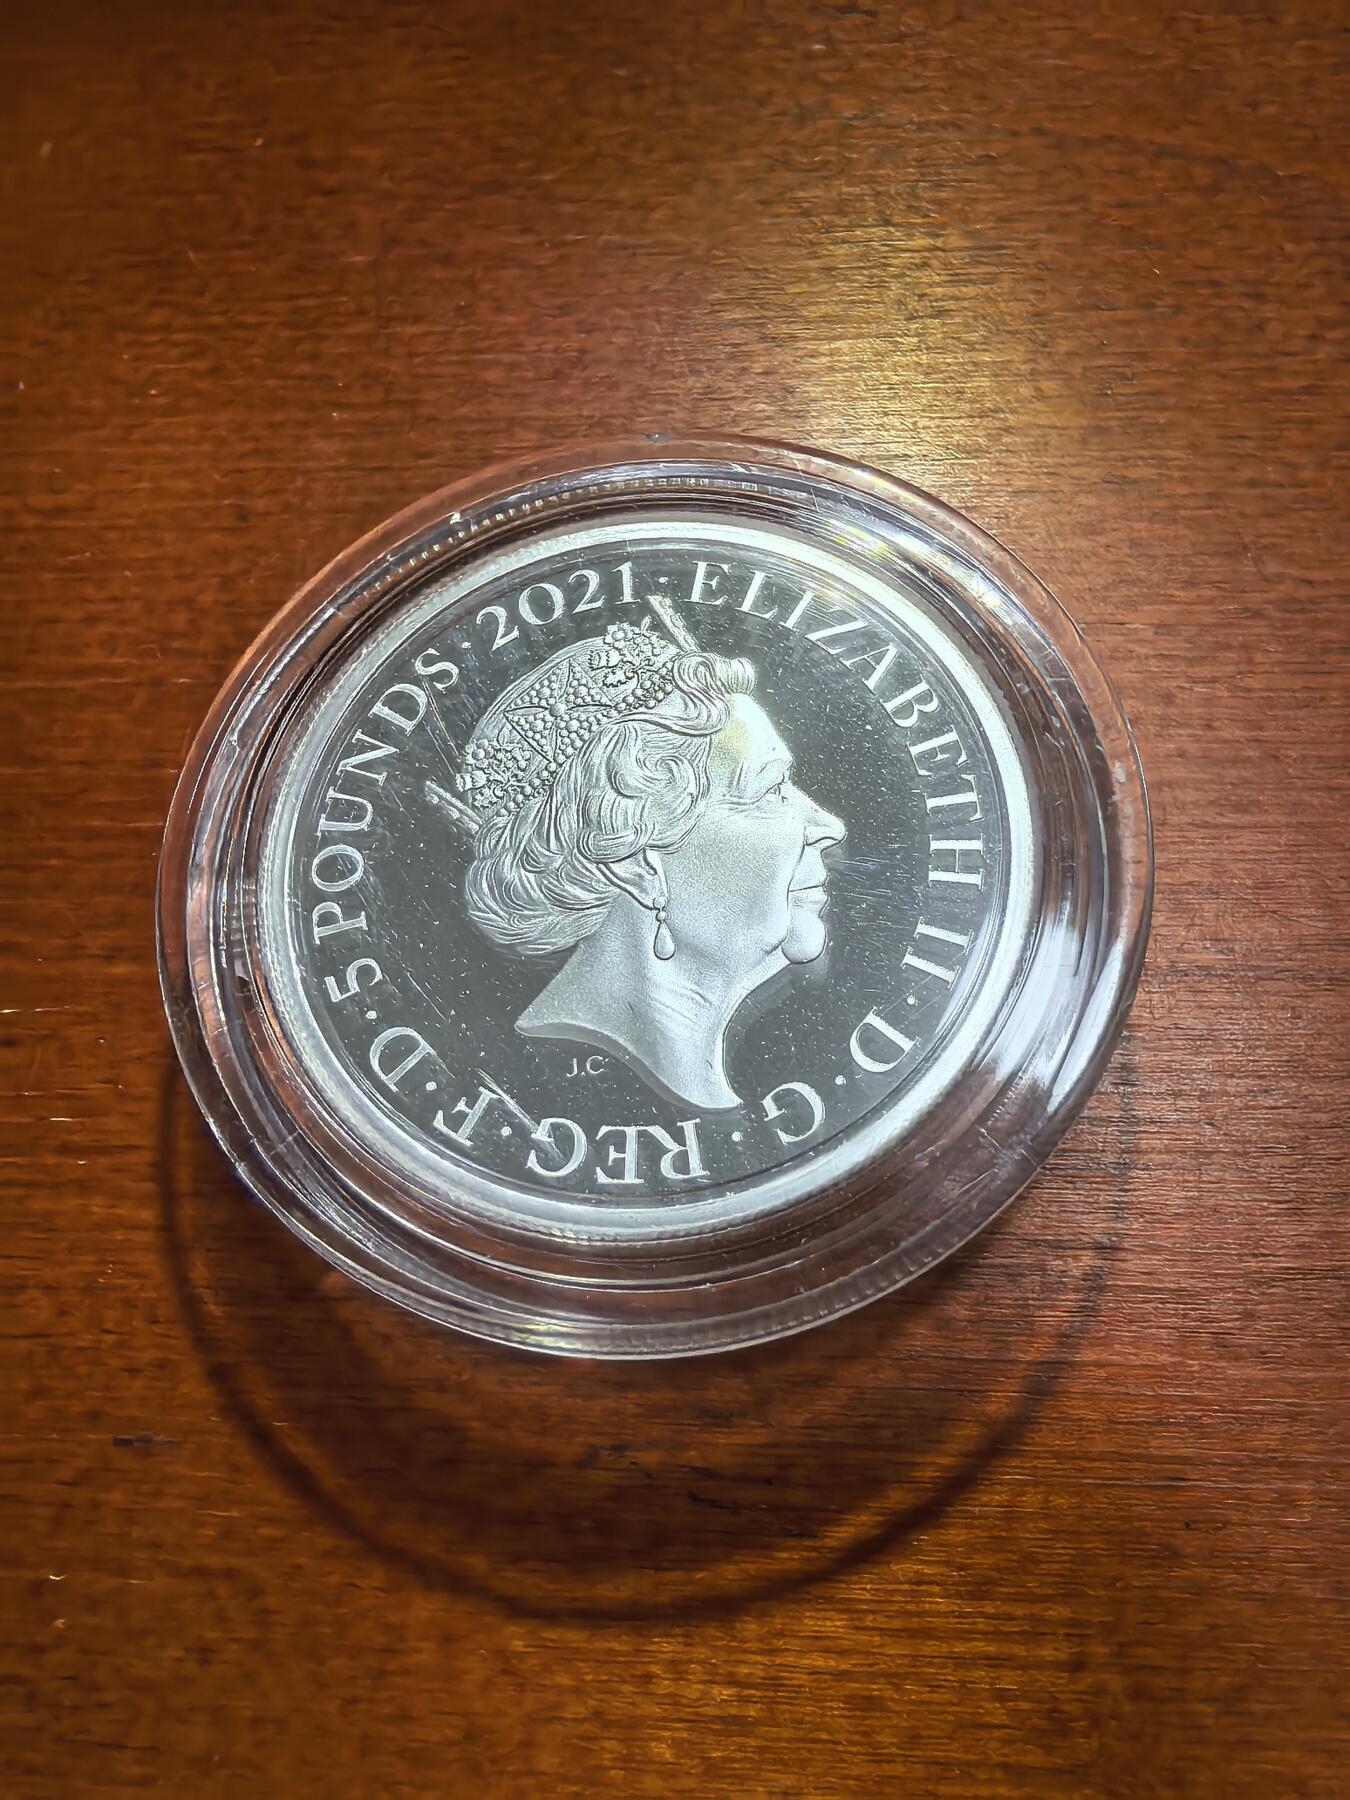 ELIZABETH II · D · G · REG · F · D · 5 POUNDS · 2021 ·
J.C